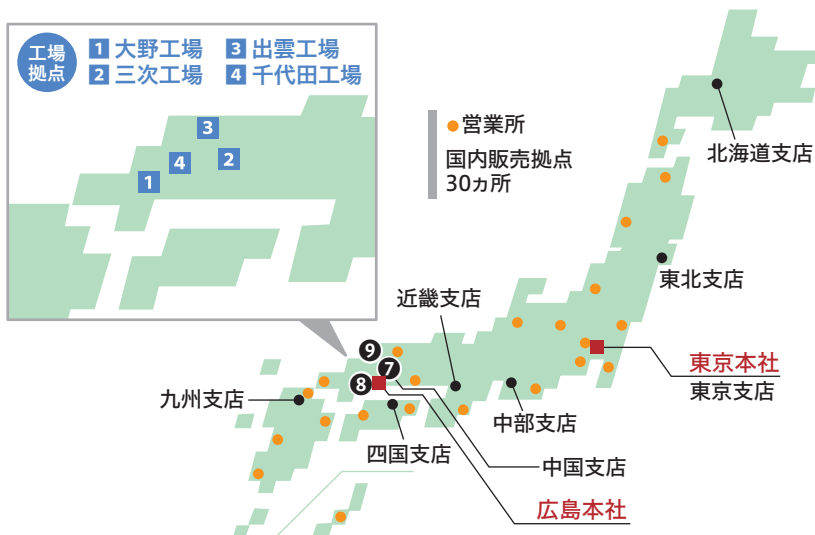 工場
拠点
1 大野工場
2 三次工場
3 出雲工場
4 千代田工場
3
4
2
1
営業所
国内販売拠点
30ヵ所
北海道支店
東北支店
近畿支店
東京本社
東京支店
9
7
8
九州支店
中部支店
四国支店
中国支店
広島本社